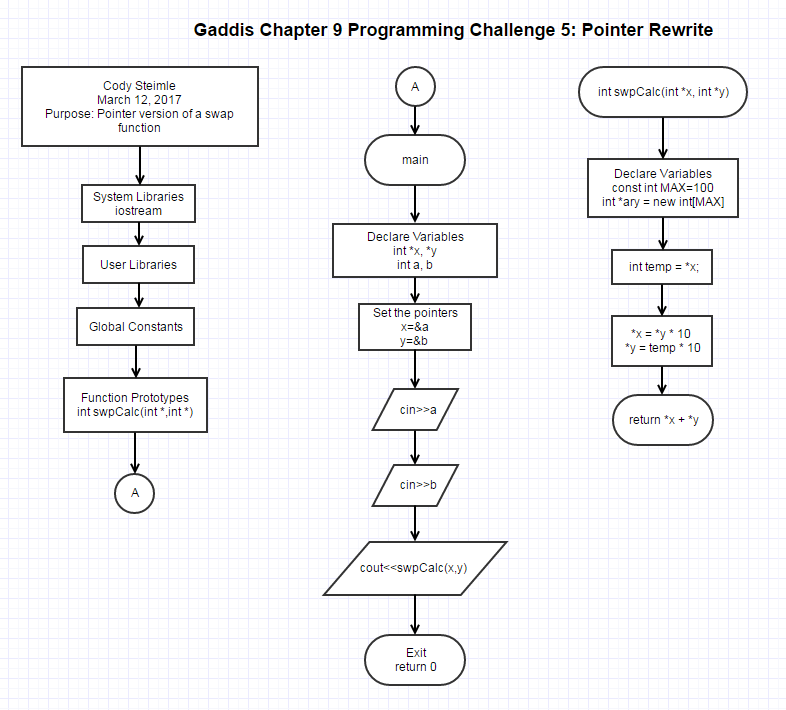 Gaddis Chapter 9 Programming Challenge 5: Pointer Rewrite
Cody Steimle
March 12, 2017
Purpose: Pointer version of a swap
function
System Libraries
iostream
User Libraries
Global Constants
Function Prototypes
int swpCalc(int *,int *)
A
A
main
Declare Variables
int *x, *y
int a, b
Set the pointers
x=&a
y=&b
cin>>a
cin>>b
cout<<swpCalc(x,y)
Exit
return 0
int swpCalc(int *x, int *y)
Declare Variables
const int MAX=100
int *ary = new int[MAX]
int temp = *x;
*x = *y * 10
*y = temp * 10
return *x + *y